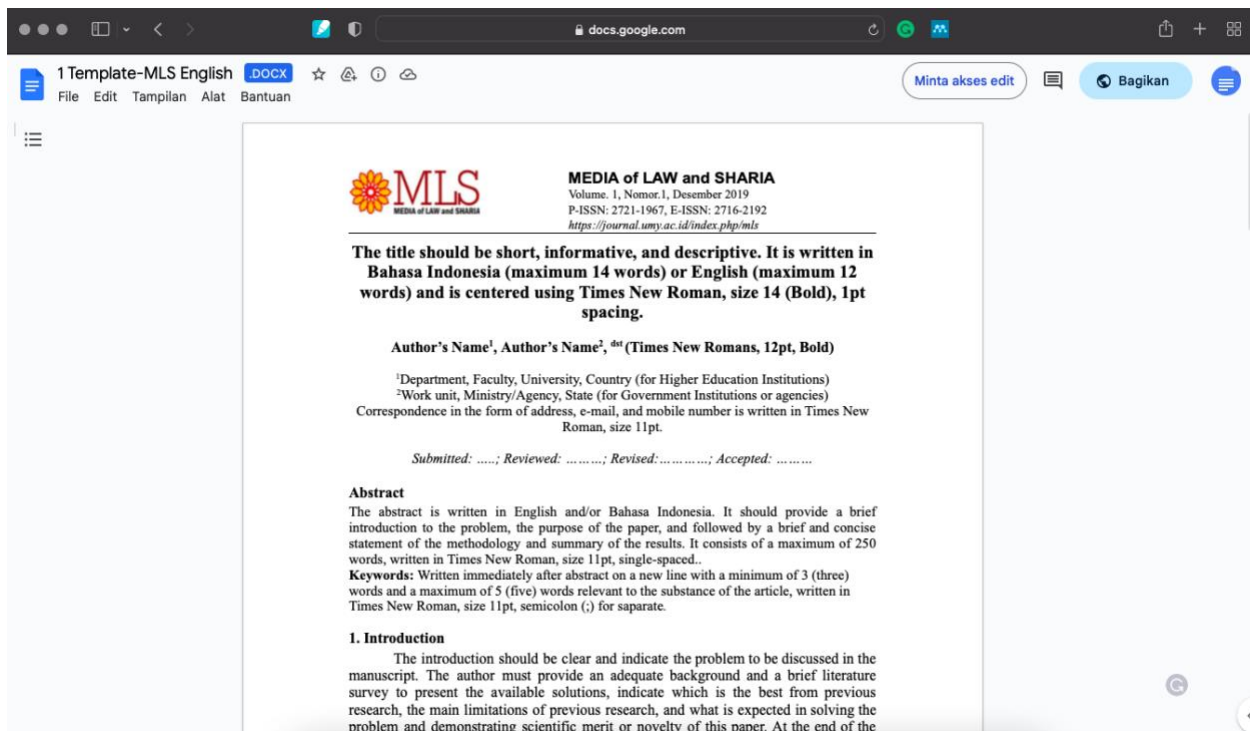 docs.google.com
1 Template-MLS English .DOCX
File Edit Tampilan Alat Bantuan
Minta akses edit
Bagikan
MLS
MEDIA of LAW and SHARIA
MEDIA of LAW and SHARIA
Volume. 1, Nomor.1, Desember 2019
P-ISSN: 2721-1967, E-ISSN: 2716-2192
https://journal.umy.ac.id/index.php/mls
The title should be short, informative, and descriptive. It is written in
Bahasa Indonesia (maximum 14 words) or English (maximum 12
words) and is centered using Times New Roman, size 14 (Bold), 1pt
spacing.
Author's Name1, Author's Name2, dst (Times New Romans, 12pt, Bold)
1Department, Faculty, University, Country (for Higher Education Institutions)
2Work unit, Ministry/Agency, State (for Government Institutions or agencies)
Correspondence in the form of address, e-mail, and mobile number is written in Times New
Roman, size 11pt.
Submitted: .....; Reviewed: .........; Revised:............; Accepted: .........
Abstract
The abstract is written in English and/or Bahasa Indonesia. It should provide a brief
introduction to the problem, the purpose of the paper, and followed by a brief and concise
statement of the methodology and summary of the results. It consists of a maximum of 250
words, written in Times New Roman, size 11pt, single-spaced..
Keywords: Written immediately after abstract on a new line with a minimum of 3 (three)
words and a maximum of 5 (five) words relevant to the substance of the article, written in
Times New Roman, size 11pt, semicolon (;) for saparate.
1. Introduction
The introduction should be clear and indicate the problem to be discussed in the
manuscript. The author must provide an adequate background and a brief literature
survey to present the available solutions, indicate which is the best from previous
research, the main limitations of previous research, and what is expected in solving the
problem and demonstrating scientific merit or novelty of this paper. At the end of the